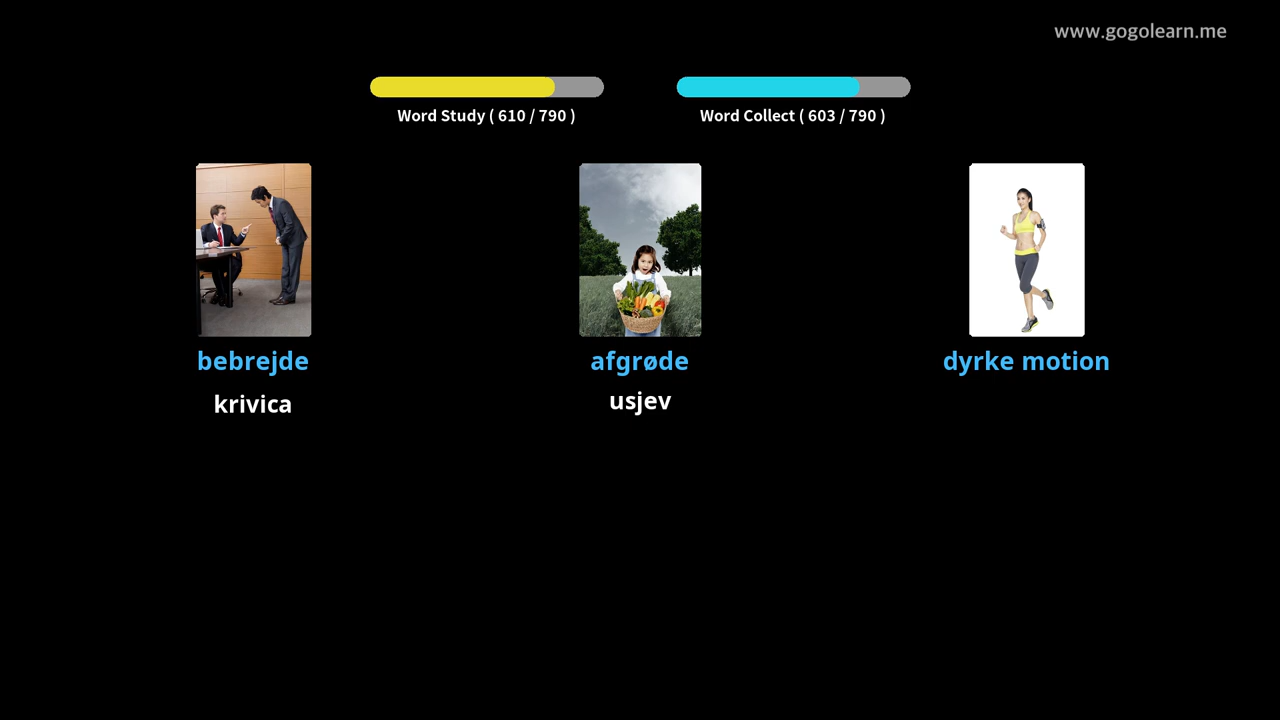 www.gogolearn.me
Word Study ( 610 / 790 )
Word Collect ( 603 / 790 )
bebrejde
afgrøde
dyrke motion
krivica
usjev